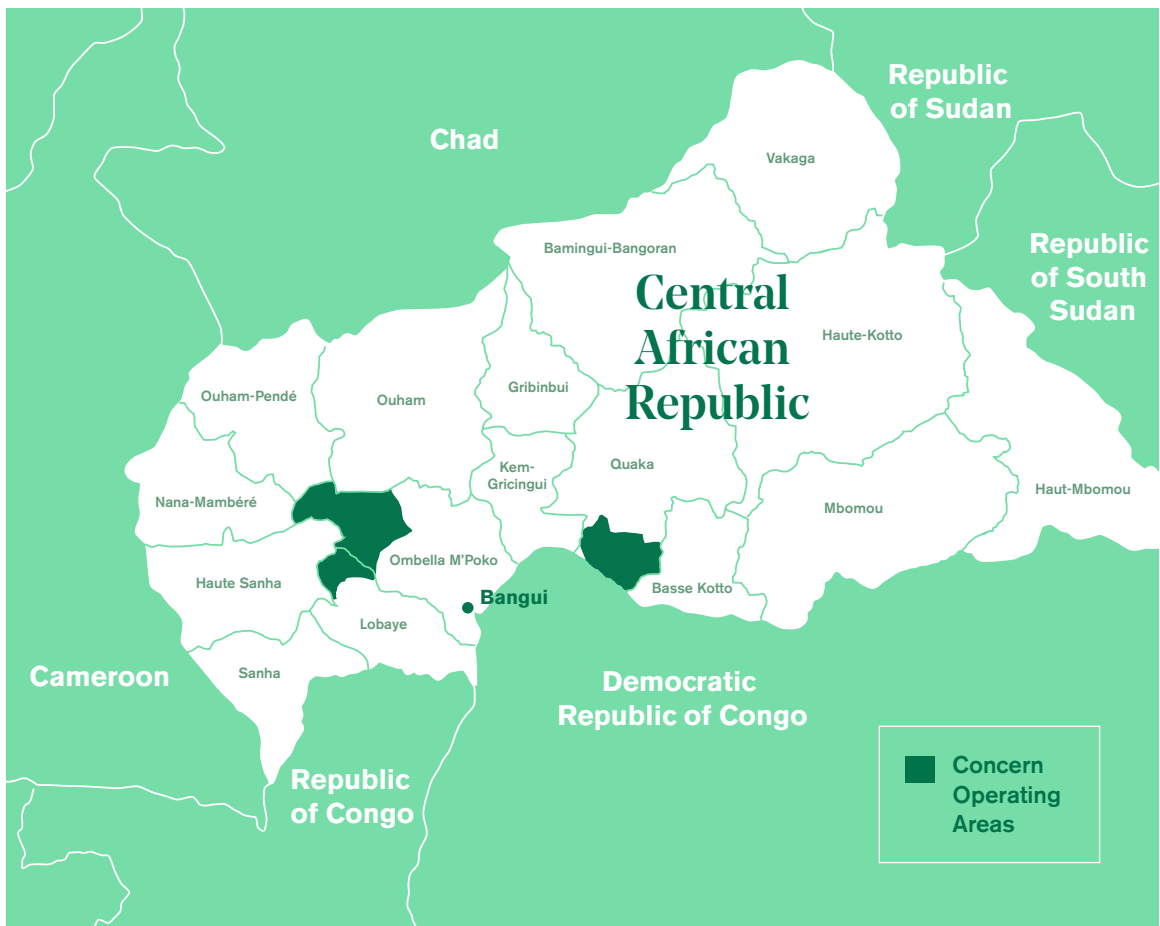 Republic
of Sudan
Chad
Vakaga
Republic
of South
Sudan
Bamingui-Bangoran
Central
African
Republic
Haute-Kotto
Ouham-Pendé
Ouham
Gribinbui
Quaka
Kem-
Gricingui
Nana-Mambéré
Mbomou
Haut-Mbomou
Ombella M'Poko
Haute Sanha
Basse Kotto
Bangui
Lobaye
Sanha
Cameroon
Democratic
Republic of Congo
Republic
of Congo
Concern
Operating
Areas